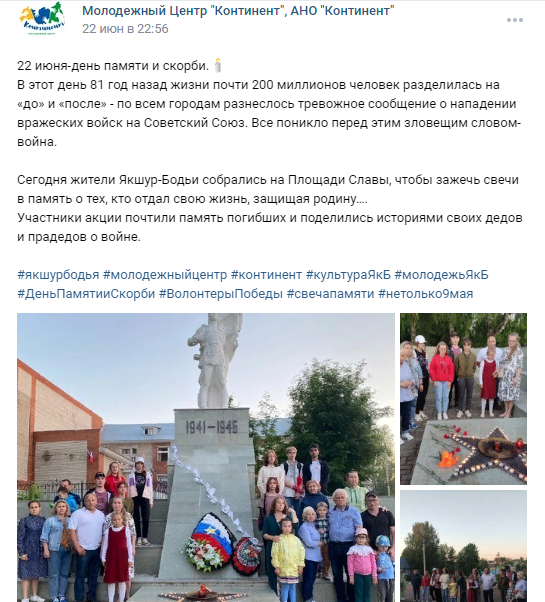 Континент
Молодежный Центр "Континент", АНО "Континент"
22 июн в 22:56
22 июня-день памяти и скорби.
В этот день 81 год назад жизни почти 200 миллионов человек разделилась на
«до» и «после» - по всем городам разнеслось тревожное сообщение о нападении
вражеских войск на Советский Союз. Все поникло перед этим зловещим словом-
война.
Сегодня жители Якшур-Бодьи собрались на Площади Славы, чтобы зажечь свечи
в память о тех, кто отдал свою жизнь, защищая родину....
Участники акции почтили память погибших и поделились историями своих дедов
и прадедов о войне.
#якшурбодья #молодежныйцентр #континент #культураЯкБ #молодежьЯкБ
#ДеньПамятииСкорби #ВолонтерыПобеды #свечапамяти #нетолько9мая
1941-1945